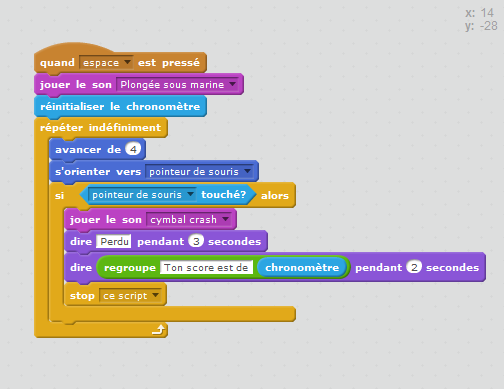 x: 14
y: -28
quand espace est pressé
jouer le son Plongée sous marine
réinitialiser le chronomètre
répéter indéfiniment
avancer de 4
s'orienter vers pointeur de souris
si pointeur de souris touché? alors
jouer le son cymbal crash
dire Perdu pendant 3 secondes
dire regroupe Ton score est de chronomètre pendant 2 secondes
stop ce script